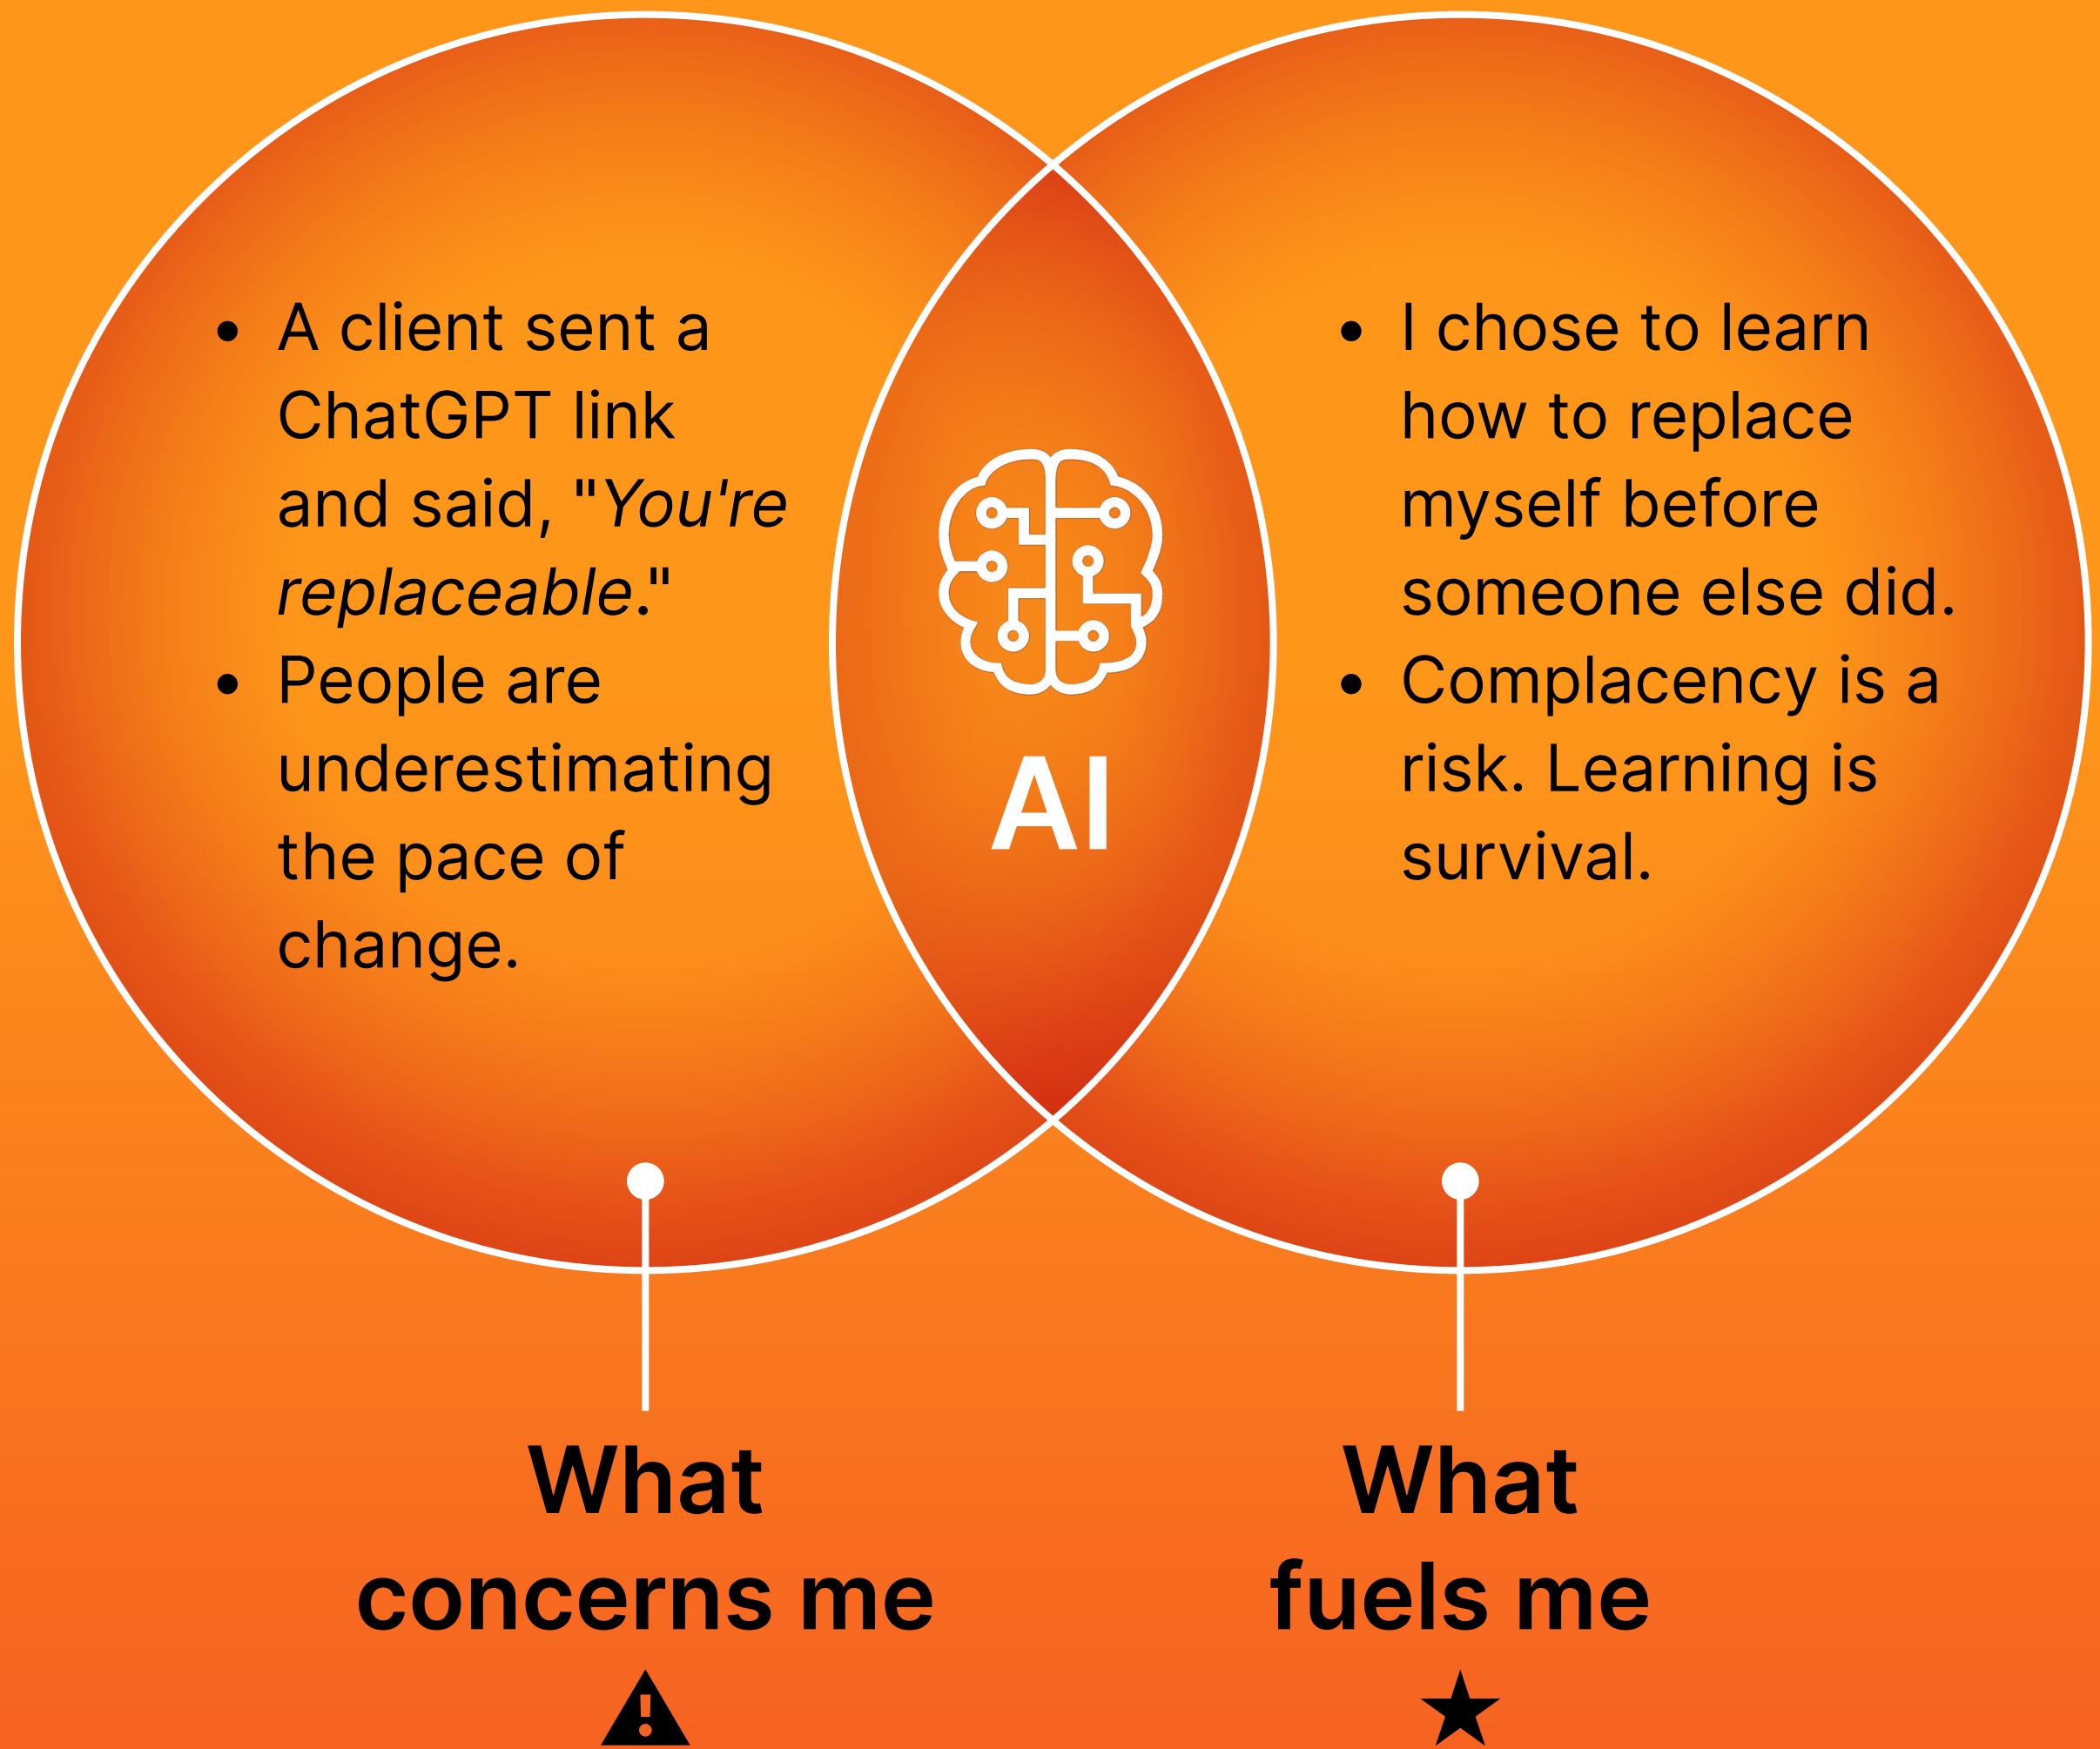 • A client sent a
ChatGPT link
and said, "You're
replaceable."
• People are
underestimating
the pace of
change.
AI
• I chose to learn
how to replace
myself before
someone else did.
• Complacency is a
risk. Learning is
survival.
What
concerns me
What
fuels me